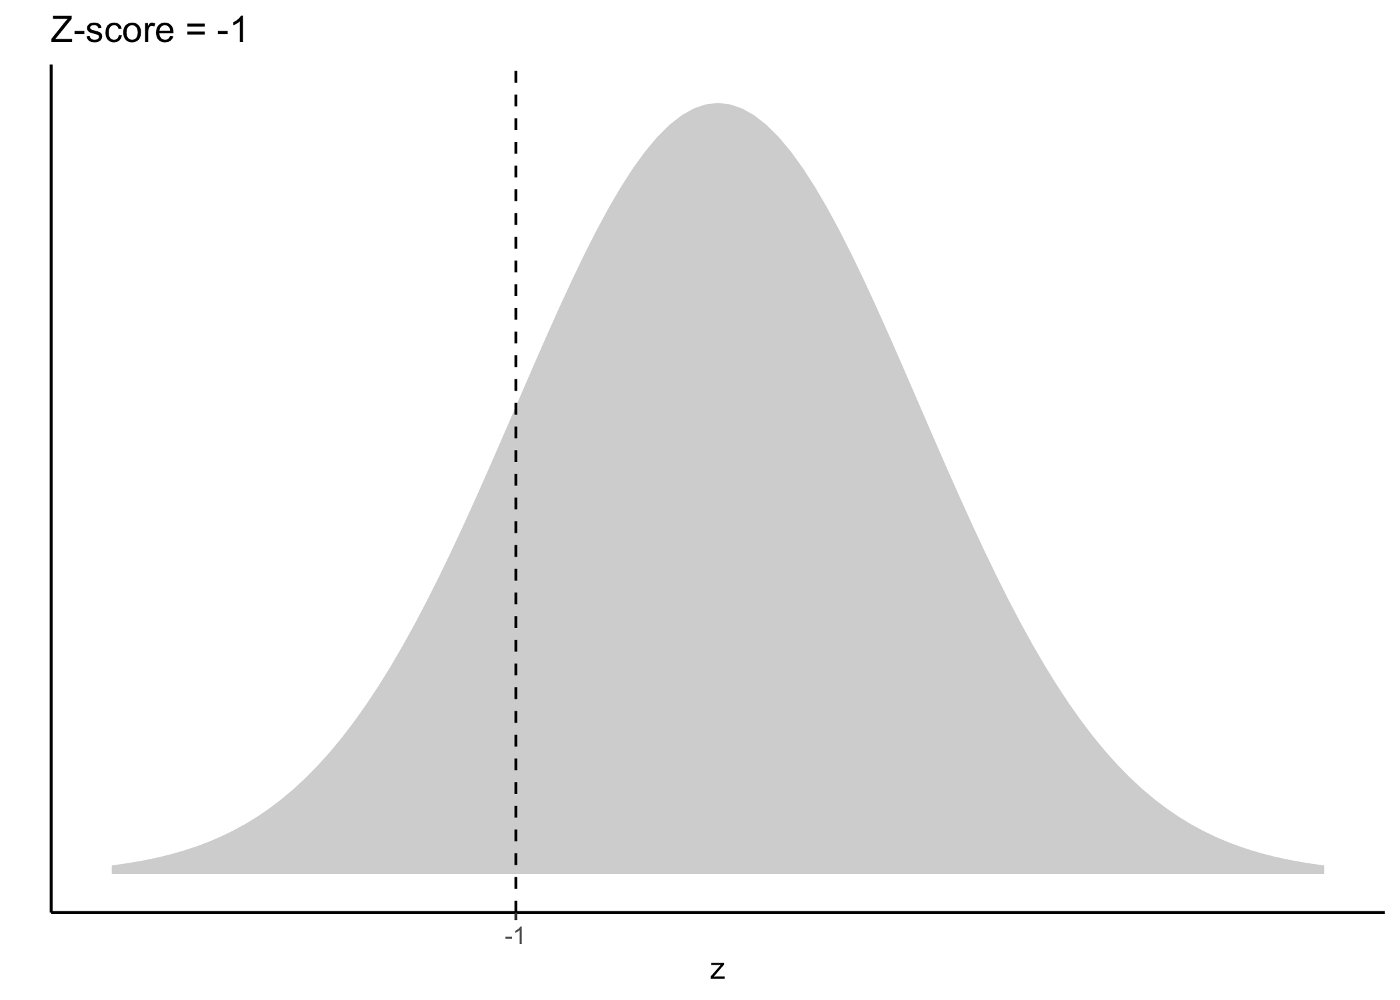 Z-score = -1
-1
z